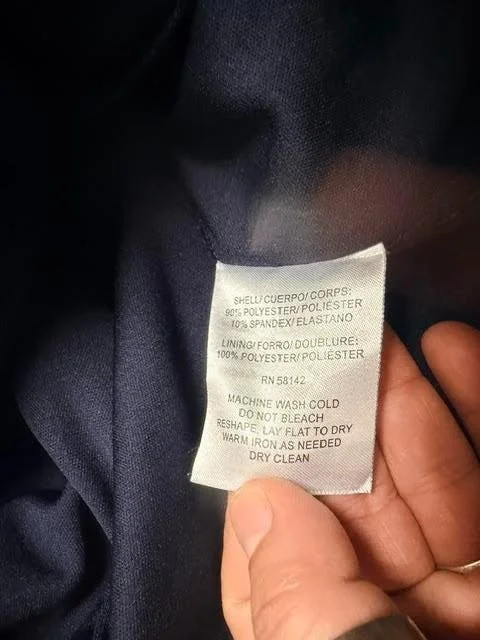 SHELL/CUERPO/CORPS:
90% POLYESTER/POLIÉSTER
10% SPANDEX/ELASTANO
LINING/FORRO/DOUBLURE:
100% POLYESTER/POLIÉSTER
RN 58142
MACHINE WASH COLD
DO NOT BLEACH
RESHAPE, LAY FLAT TO DRY
WARM IRON AS NEEDED
DRY CLEAN